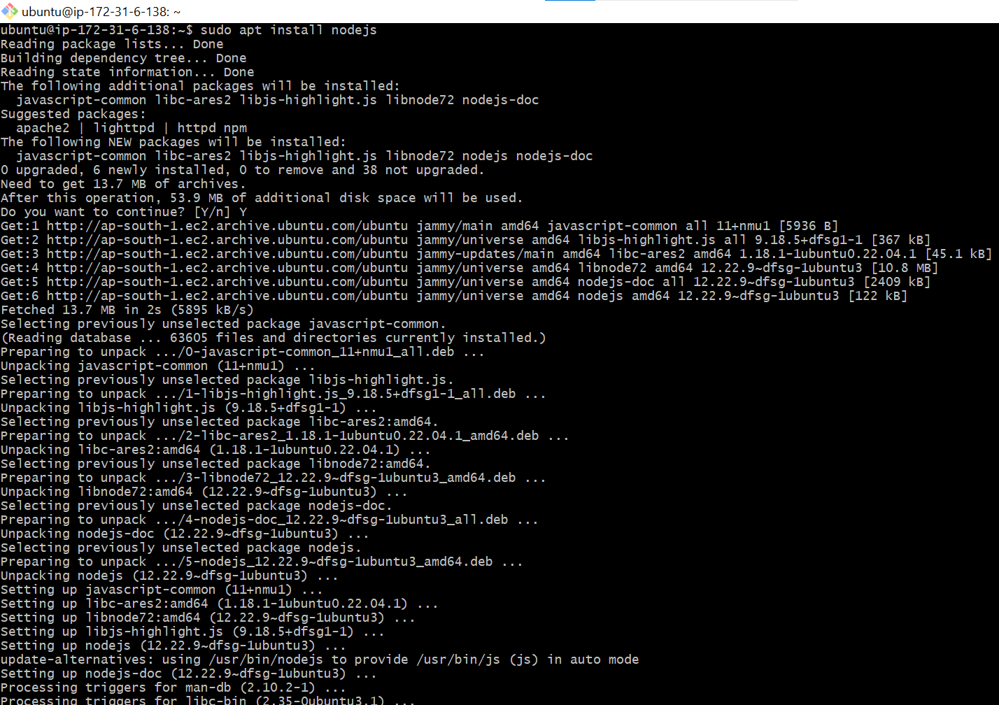 ubuntu@ip-172-31-6-138: ~
ubuntu@ip-172-31-6-138:~$ sudo apt install nodejs
Reading package lists... Done
Building dependency tree... Done
Reading state information... Done
The following additional packages will be installed:
  javascript-common libc-ares2 libjs-highlight.js libnode72 nodejs-doc
Suggested packages:
  apache2 | lighttpd | httpd npm
The following NEW packages will be installed:
  javascript-common libc-ares2 libjs-highlight.js libnode72 nodejs nodejs-doc
0 upgraded, 6 newly installed, 0 to remove and 38 not upgraded.
Need to get 13.7 MB of archives.
After this operation, 53.9 MB of additional disk space will be used.
Do you want to continue? [Y/n] Y
Get:1 http://ap-south-1.ec2.archive.ubuntu.com/ubuntu jammy/main amd64 javascript-common all 11+nmu1 [5936 B]
Get:2 http://ap-south-1.ec2.archive.ubuntu.com/ubuntu jammy/universe amd64 libjs-highlight.js all 9.18.5+dfsg1-1 [367 kB]
Get:3 http://ap-south-1.ec2.archive.ubuntu.com/ubuntu jammy-updates/main amd64 libc-ares2 amd64 1.18.1-1ubuntu0.22.04.1 [45.1 kB]
Get:4 http://ap-south-1.ec2.archive.ubuntu.com/ubuntu jammy/universe amd64 libnode72 amd64 12.22.9~dfsg-1ubuntu3 [10.8 MB]
Get:5 http://ap-south-1.ec2.archive.ubuntu.com/ubuntu jammy/universe amd64 nodejs-doc all 12.22.9~dfsg-1ubuntu3 [2409 kB]
Get:6 http://ap-south-1.ec2.archive.ubuntu.com/ubuntu jammy/universe amd64 nodejs amd64 12.22.9~dfsg-1ubuntu3 [122 kB]
Fetched 13.7 MB in 2s (5895 kB/s)
Selecting previously unselected package javascript-common.
(Reading database ... 63605 files and directories currently installed.)
Preparing to unpack .../0-javascript-common_11+nmu1_all.deb ...
Unpacking javascript-common (11+nmu1) ...
Selecting previously unselected package libjs-highlight.js.
Preparing to unpack .../1-libjs-highlight.js_9.18.5+dfsg1-1_all.deb ...
Unpacking libjs-highlight.js (9.18.5+dfsg1-1) ...
Selecting previously unselected package libc-ares2:amd64.
Preparing to unpack .../2-libc-ares2_1.18.1-1ubuntu0.22.04.1_amd64.deb ...
Unpacking libc-ares2:amd64 (1.18.1-1ubuntu0.22.04.1) ...
Selecting previously unselected package libnode72:amd64.
Preparing to unpack .../3-libnode72_12.22.9~dfsg-1ubuntu3_amd64.deb ...
Unpacking libnode72:amd64 (12.22.9~dfsg-1ubuntu3) ...
Selecting previously unselected package nodejs-doc.
Preparing to unpack .../4-nodejs-doc_12.22.9~dfsg-1ubuntu3_all.deb ...
Unpacking nodejs-doc (12.22.9~dfsg-1ubuntu3) ...
Selecting previously unselected package nodejs.
Preparing to unpack .../5-nodejs_12.22.9~dfsg-1ubuntu3_amd64.deb ...
Unpacking nodejs (12.22.9~dfsg-1ubuntu3) ...
Setting up javascript-common (11+nmu1) ...
Setting up libc-ares2:amd64 (1.18.1-1ubuntu0.22.04.1) ...
Setting up libnode72:amd64 (12.22.9~dfsg-1ubuntu3) ...
Setting up libjs-highlight.js (9.18.5+dfsg1-1) ...
Setting up nodejs (12.22.9~dfsg-1ubuntu3) ...
update-alternatives: using /usr/bin/nodejs to provide /usr/bin/js (js) in auto mode
Setting up nodejs-doc (12.22.9~dfsg-1ubuntu3) ...
Processing triggers for man-db (2.10.2-1) ...
Processing triggers for libc-bin (2.35-0ubuntu3.1) ...